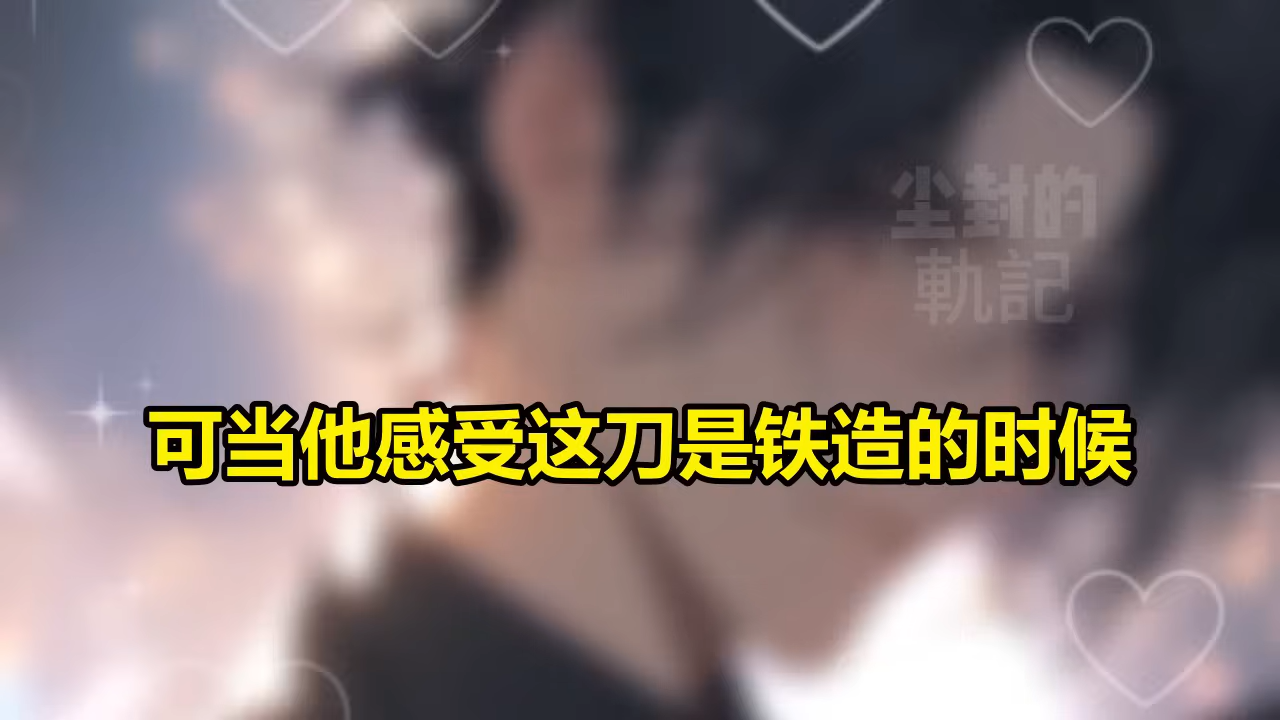 尘封的
軌記
可当他感受这刀是铁造的时候